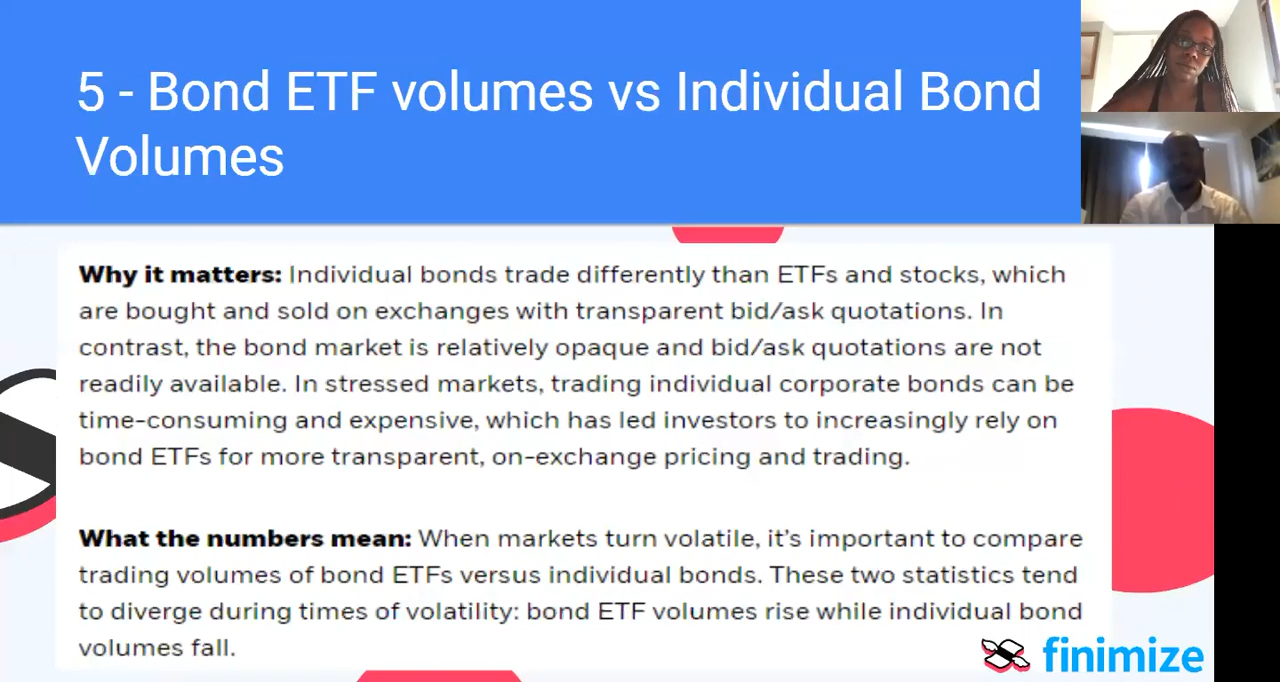 5 - Bond ETF volumes vs Individual Bond
Volumes
Why it matters: Individual bonds trade differently than ETFs and stocks, which
are bought and sold on exchanges with transparent bid/ask quotations. In
contrast, the bond market is relatively opaque and bid/ask quotations are not
readily available. In stressed markets, trading individual corporate bonds can be
time-consuming and expensive, which has led investors to increasingly rely on
bond ETFs for more transparent, on-exchange pricing and trading.
What the numbers mean: When markets turn volatile, it’s important to compare
trading volumes of bond ETFs versus individual bonds. These two statistics tend
to diverge during times of volatility: bond ETF volumes rise while individual bond
volumes fall.
finimize